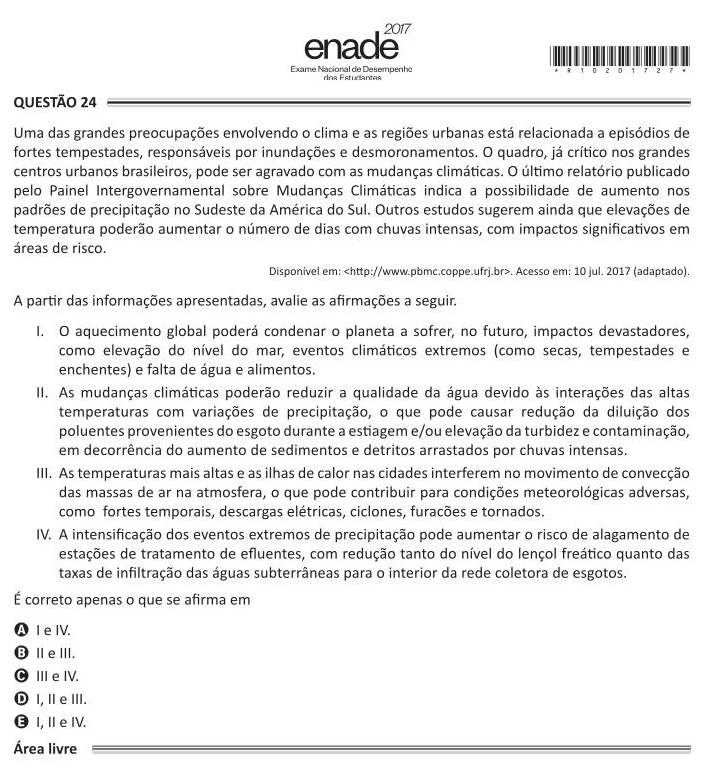 2017
enade
Exame Nacional de Desempenho
dos Estudantes
* R 1 0 2 0 1 7 2 7 *
QUESTÃO 24
Uma das grandes preocupações envolvendo o clima e as regiões urbanas está relacionada a episódios de
fortes tempestades, responsáveis por inundações e desmoronamentos. O quadro, já crítico nos grandes
centros urbanos brasileiros, pode ser agravado com as mudanças climáticas. O último relatório publicado
pelo Painel Intergovernamental sobre Mudanças Climáticas indica a possibilidade de aumento nos
padrões de precipitação no Sudeste da América do Sul. Outros estudos sugerem ainda que elevações de
temperatura poderão aumentar o número de dias com chuvas intensas, com impactos significativos em
áreas de risco.
Disponível em: <http://www.pbmc.coppe.ufrj.br>. Acesso em: 10 jul. 2017 (adaptado).
A partir das informações apresentadas, avalie as afirmações a seguir.
I. O aquecimento global poderá condenar o planeta a sofrer, no futuro, impactos devastadores,
como elevação do nível do mar, eventos climáticos extremos (como secas, tempestades e
enchentes) e falta de água e alimentos.
II. As mudanças climáticas poderão reduzir a qualidade da água devido às interações das altas
temperaturas com variações de precipitação, o que pode causar redução da diluição dos
poluentes provenientes do esgoto durante a estiagem e/ou elevação da turbidez e contaminação,
em decorrência do aumento de sedimentos e detritos arrastados por chuvas intensas.
III. As temperaturas mais altas e as ilhas de calor nas cidades interferem no movimento de convecção
das massas de ar na atmosfera, o que pode contribuir para condições meteorológicas adversas,
como fortes temporais, descargas elétricas, ciclones, furacões e tornados.
IV. A intensificação dos eventos extremos de precipitação pode aumentar o risco de alagamento de
estações de tratamento de efluentes, com redução tanto do nível do lençol freático quanto das
taxas de infiltração das águas subterrâneas para o interior da rede coletora de esgotos.
É correto apenas o que se afirma em
A I e IV.
B II e III.
C III e IV.
D I, II e III.
E I, II e IV.
Área livre